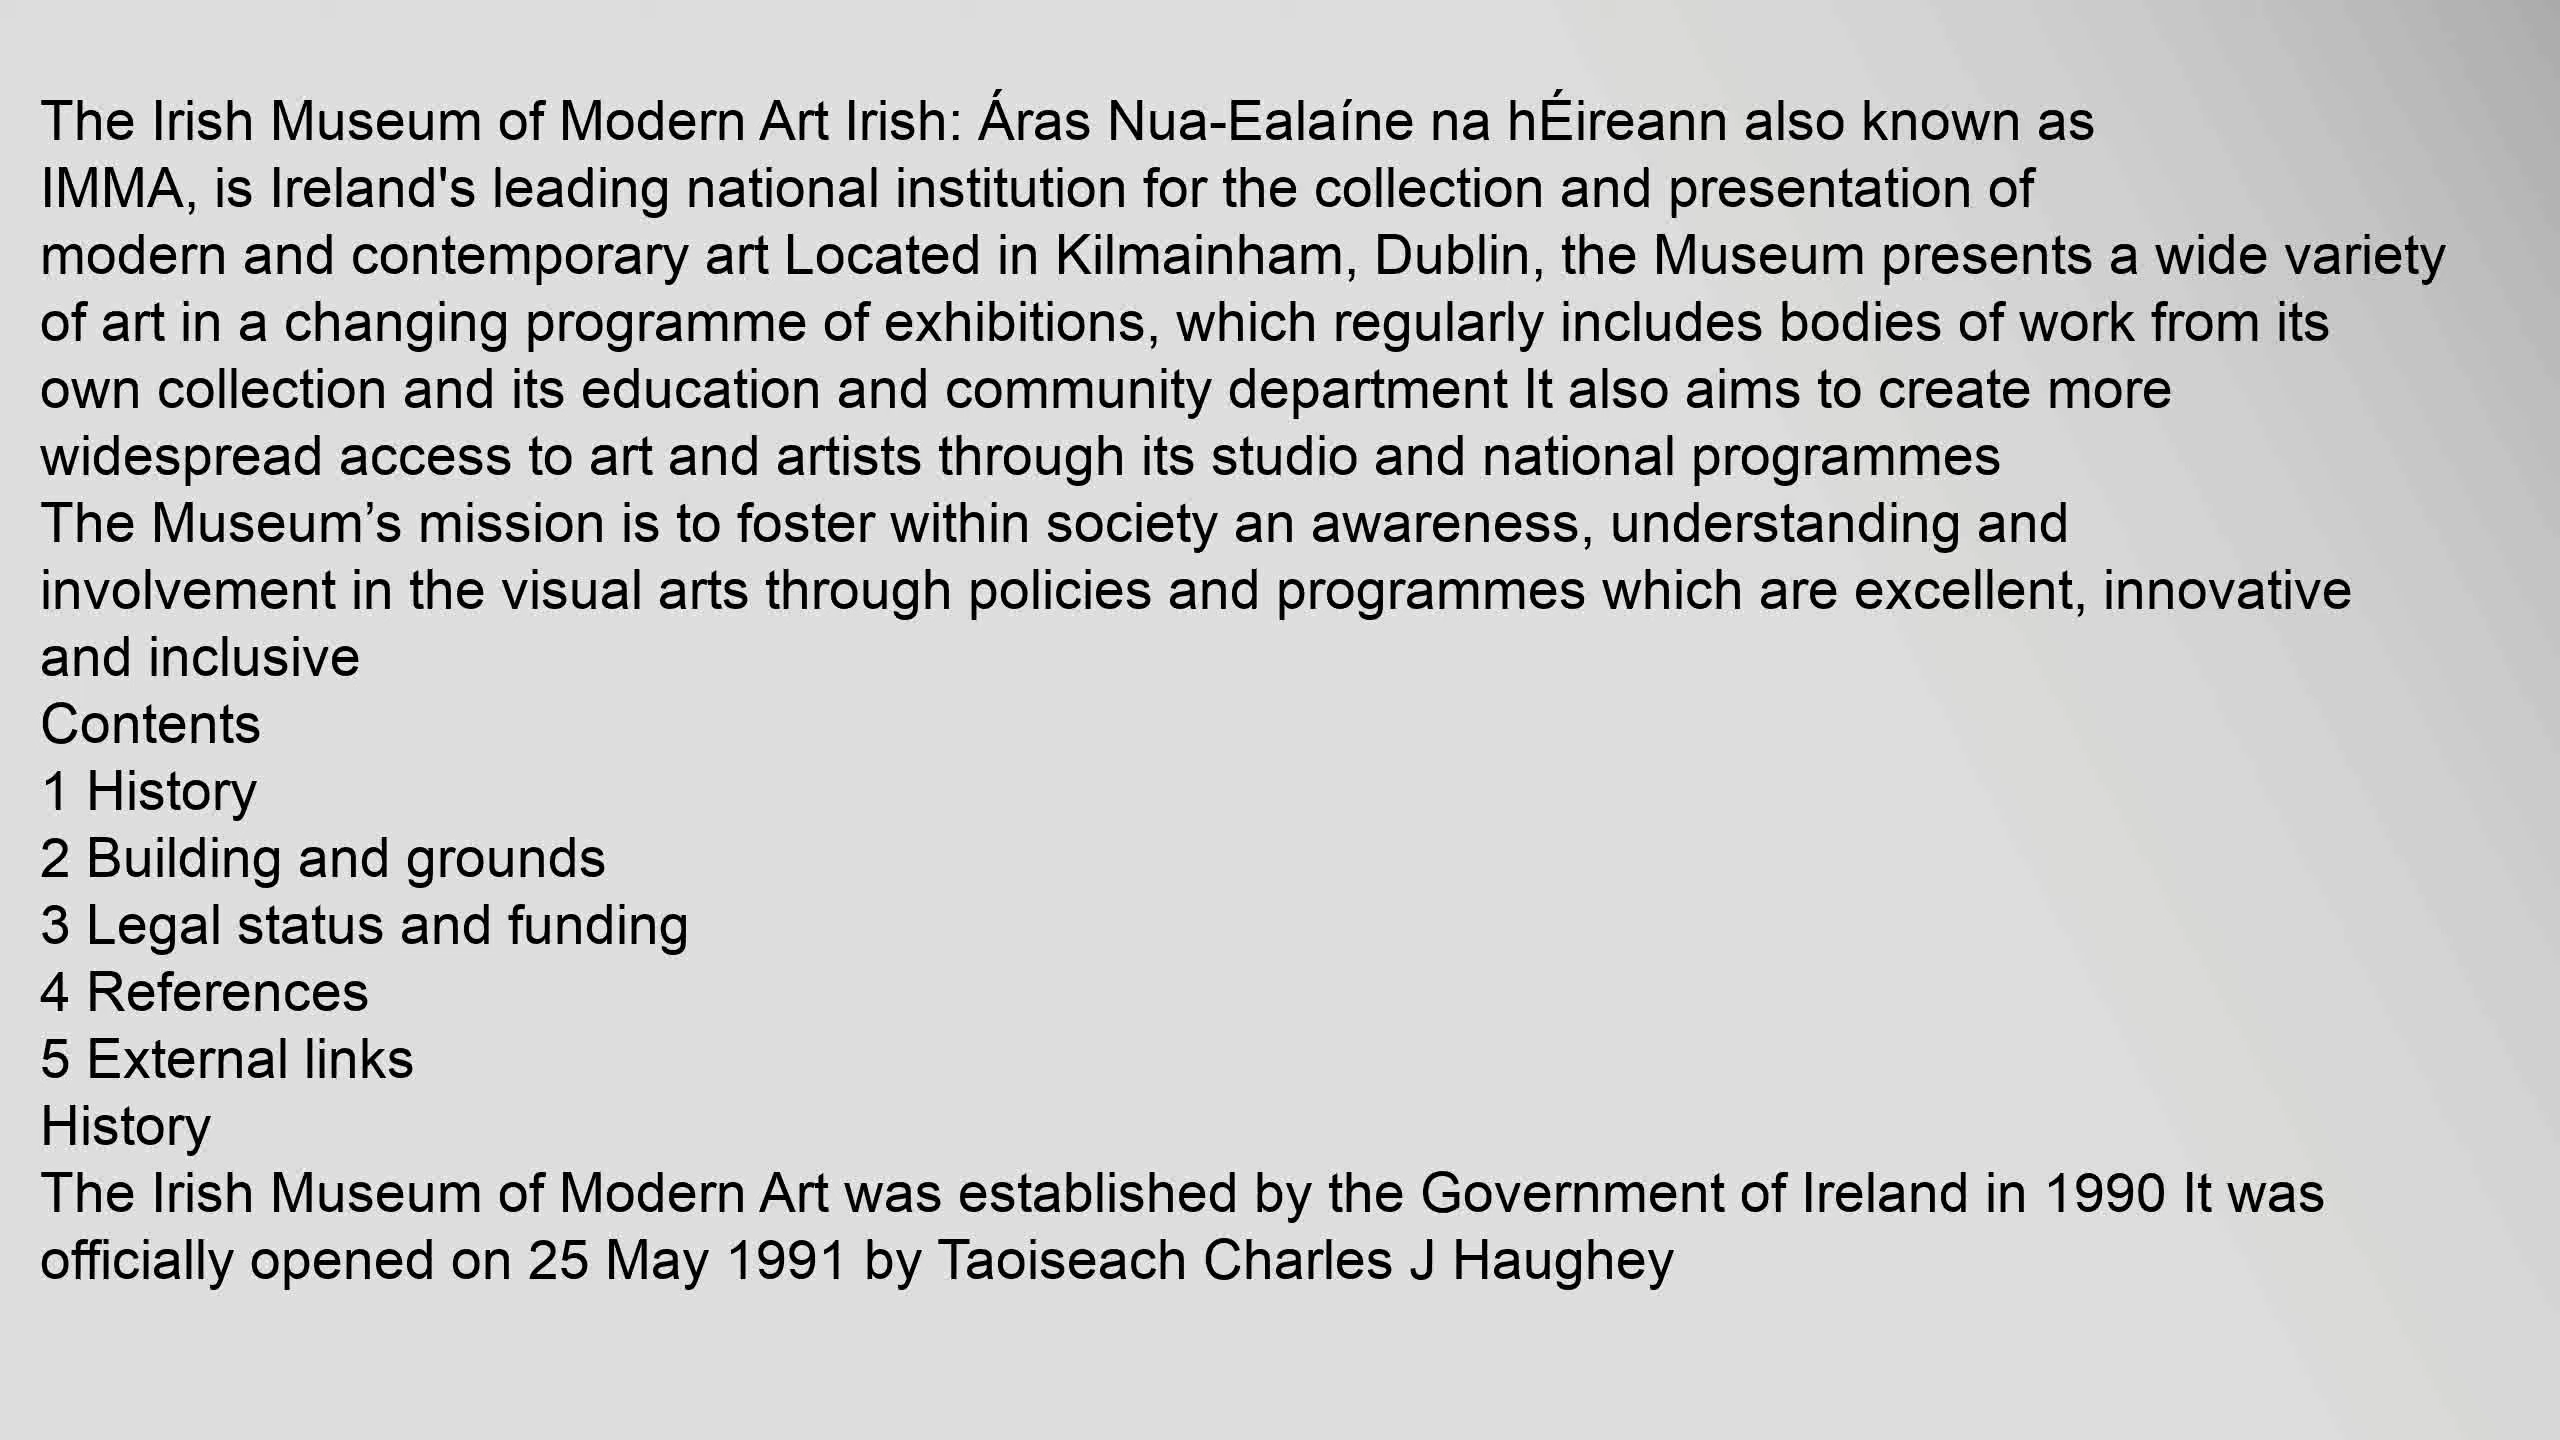 The Irish Museum of Modern Art Irish: Áras Nua-Ealaíne na hÉireann also known as
IMMA, is Ireland's leading national institution for the collection and presentation of
modern and contemporary art Located in Kilmainham, Dublin, the Museum presents a wide variety
of art in a changing programme of exhibitions, which regularly includes bodies of work from its
own collection and its education and community department It also aims to create more
widespread access to art and artists through its studio and national programmes
The Museum’s mission is to foster within society an awareness, understanding and
involvement in the visual arts through policies and programmes which are excellent, innovative
and inclusive
Contents
1 History
2 Building and grounds
3 Legal status and funding
4 References
5 External links
History
The Irish Museum of Modern Art was established by the Government of Ireland in 1990 It was
officially opened on 25 May 1991 by Taoiseach Charles J Haughey